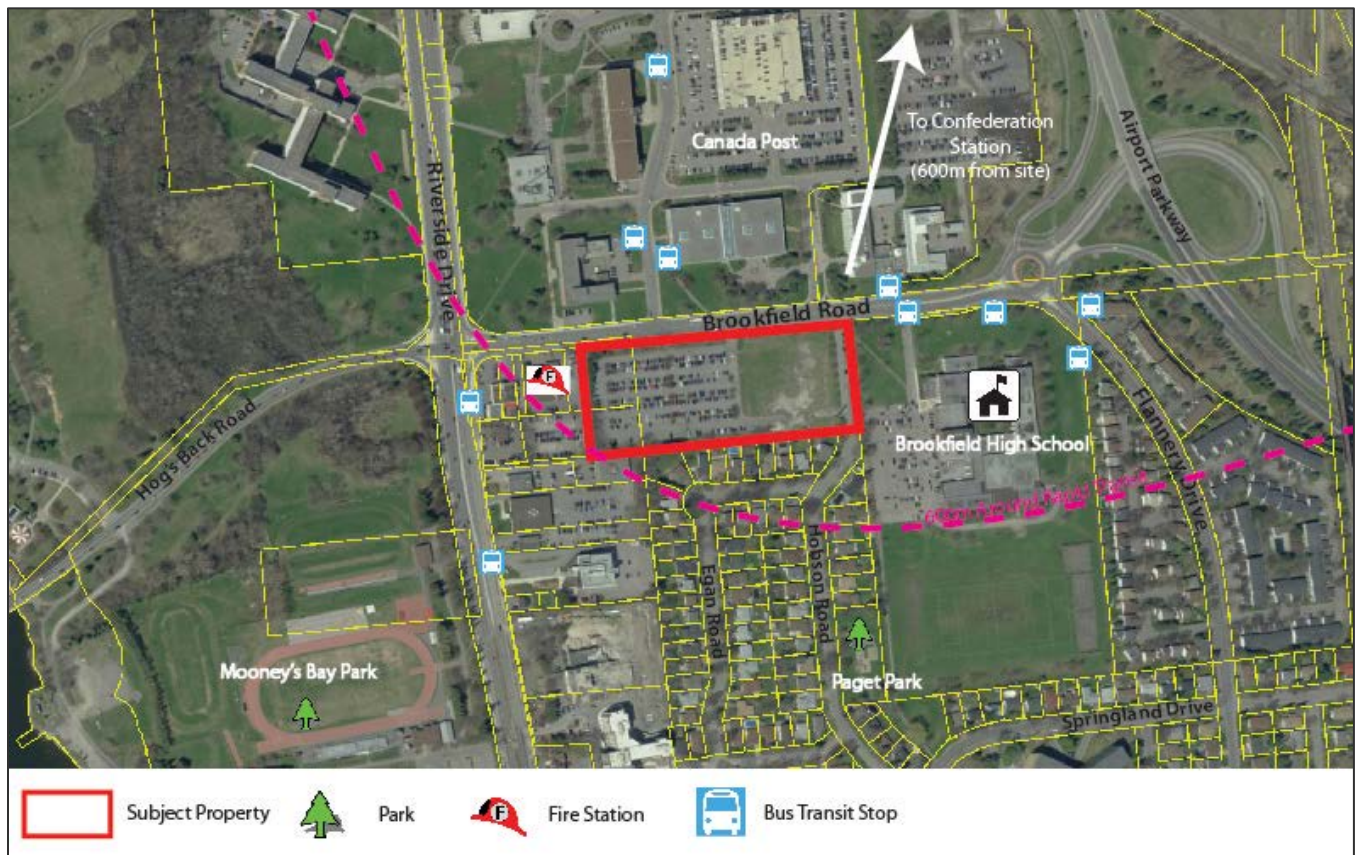 Canada Post
To Confederation
Station
(600m from site)
Airport Parkway
Riverside Drive
Brookfield Road
F
Hog's Back Road
Brookfield High School
Flannery Drive
Egan Road
Hobson Road
Mooney's Bay Park
Paget Park
Springland Drive
Subject Property
Park
F
Fire Station
Bus Transit Stop